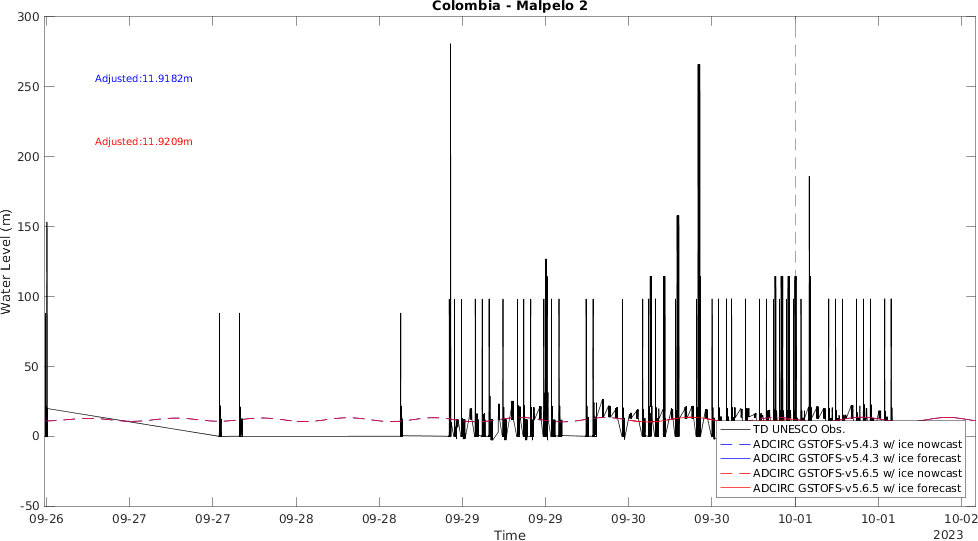 Colombia - Malpelo 2
300
250
200
150
100
50
0
-50
Water Level (m)
Adjusted:11.9182m
Adjusted:11.9209m
TD UNESCO Obs.
ADCIRC GSTOFS-v5.4.3 w/ ice nowcast
ADCIRC GSTOFS-v5.4.3 w/ ice forecast
ADCIRC GSTOFS-v5.6.5 w/ ice nowcast
ADCIRC GSTOFS-v5.6.5 w/ ice forecast
09-26 09-27 09-27 09-28 09-28 09-29 09-29 09-30 09-30 10-01 10-01 10-02
Time
2023